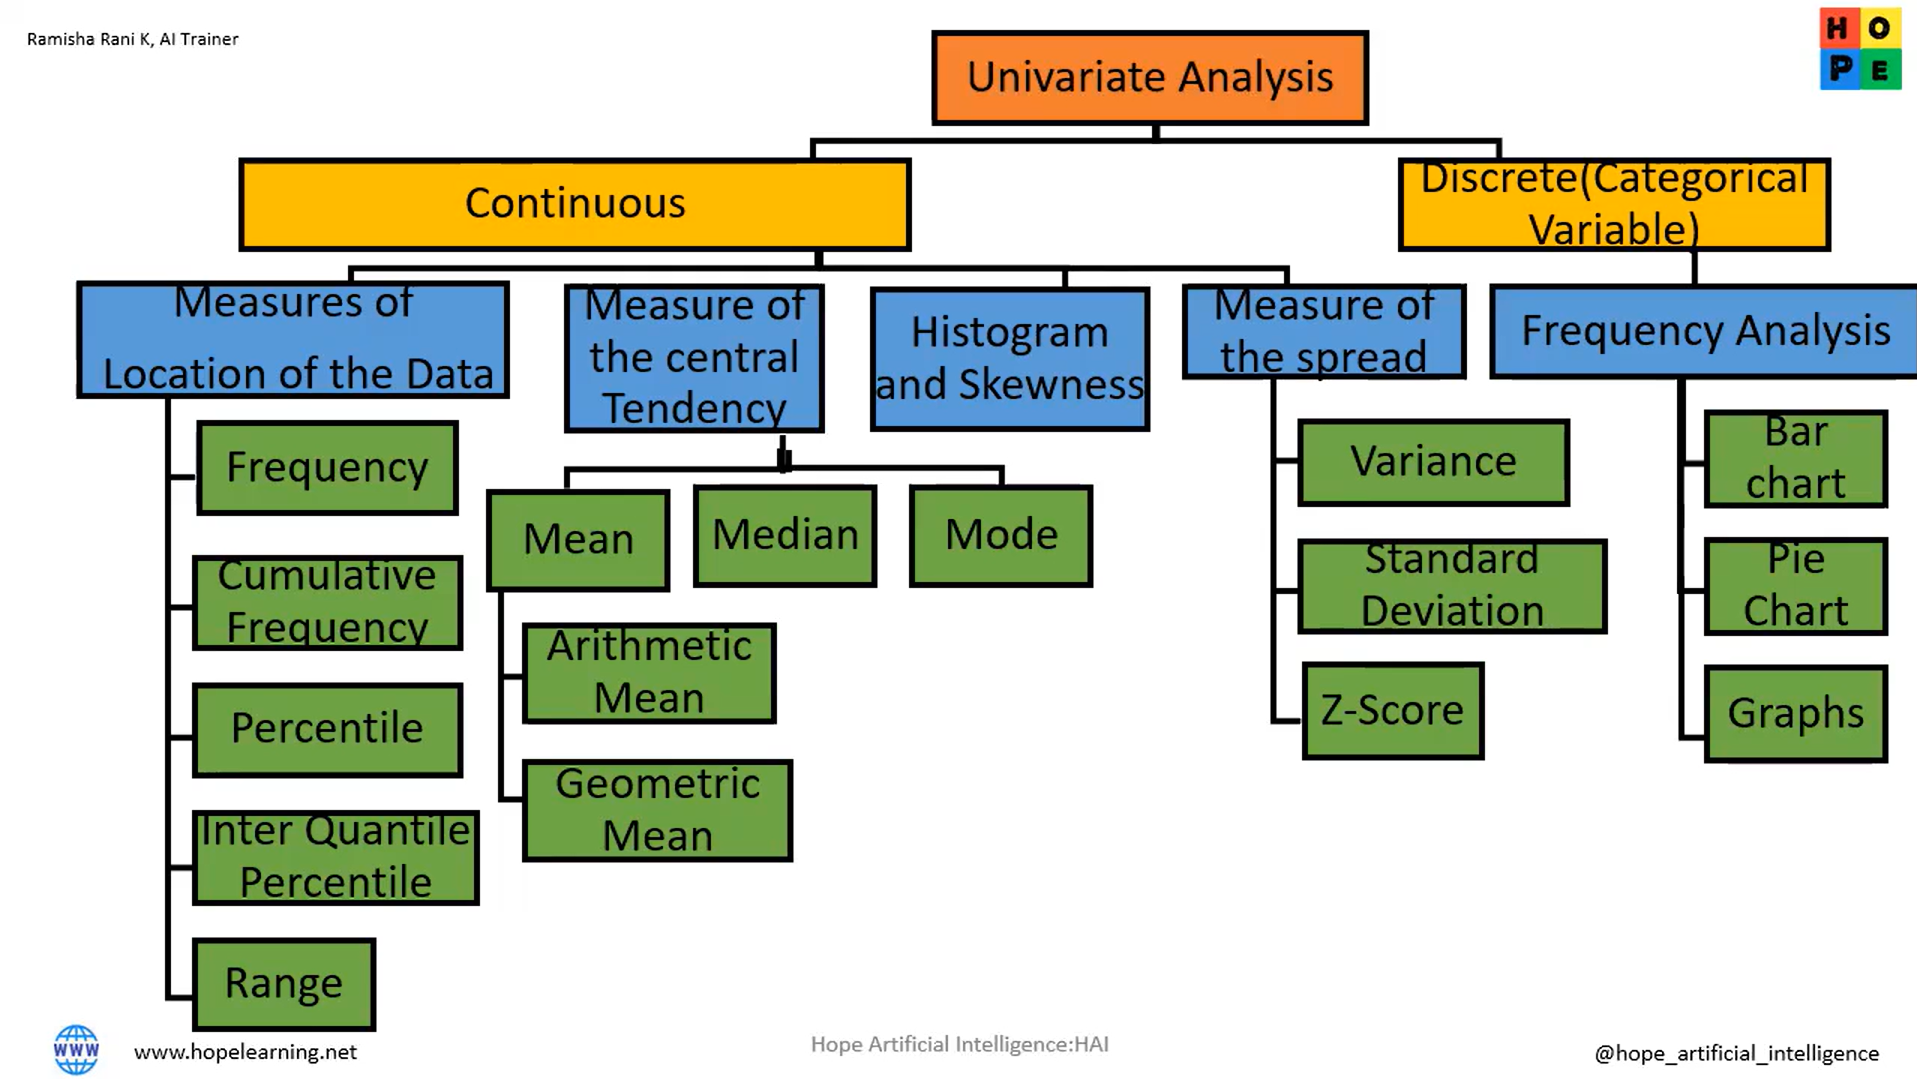 Ramisha Rani K, AI Trainer
H O
P E
Univariate Analysis
Continuous
Discrete(Categorical
Variable)
Measures of
Location of the Data
Measure of
the central
Tendency
Histogram
and Skewness
Measure of
the spread
Frequency Analysis
Frequency
Cumulative
Frequency
Percentile
Inter Quantile
Percentile
Range
Mean
Median
Mode
Arithmetic
Mean
Geometric
Mean
Variance
Standard
Deviation
Z-Score
Bar
chart
Pie
Chart
Graphs
WWW
www.hopelearning.net
Hope Artificial Intelligence:HAI
@hope_artificial_intelligence